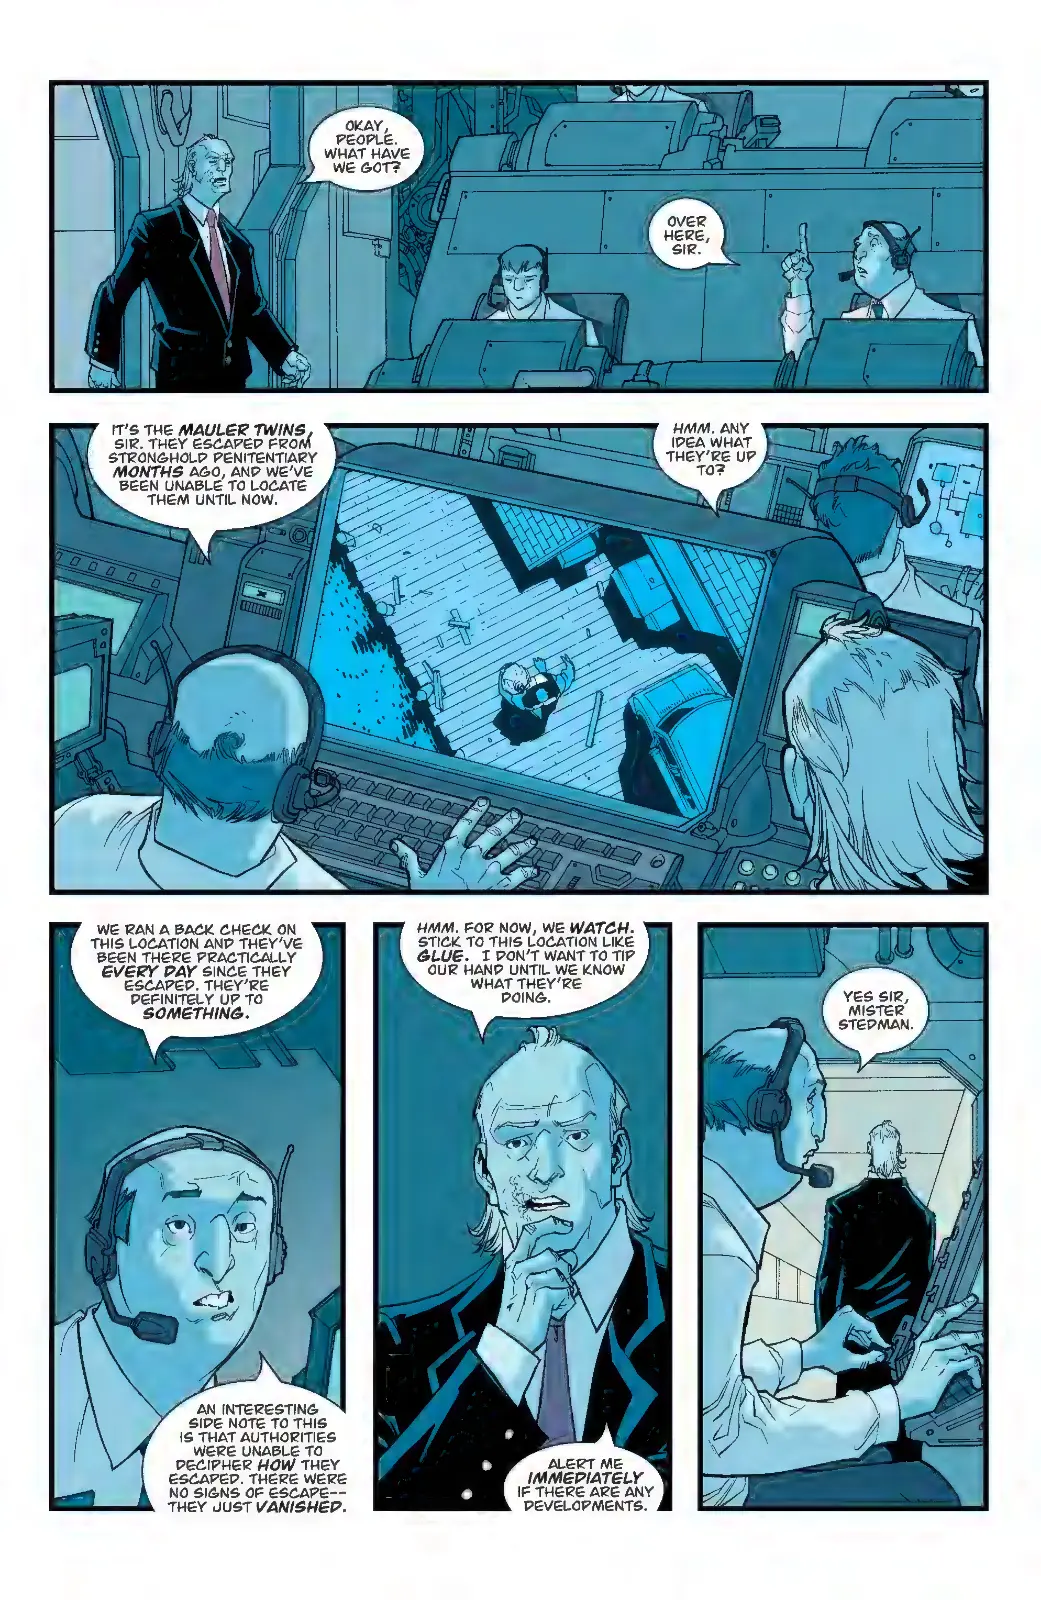 OKAY,
PEOPLE.
WHAT HAVE
WE GOT?
OVER
HERE,
SIR.
IT'S THE MAULER TWINS,
SIR. THEY ESCAPED FROM
STRONGHOLD PENITENTIARY
MONTHS AGO, AND WE'VE
BEEN UNABLE TO LOCATE
THEM UNTIL NOW.
HMM. ANY
IDEA WHAT
THEY'RE UP
TO?
WE RAN A BACK CHECK ON
THIS LOCATION AND THEY'VE
BEEN THERE PRACTICALLY
EVERY DAY SINCE THEY
ESCAPED. THEY'RE
DEFINITELY UP TO
SOMETHING.
AN INTERESTING
SIDE NOTE TO THIS
IS THAT AUTHORITIES
WERE UNABLE TO
DECIPHER HOW THEY
ESCAPED. THERE WERE
NO SIGNS OF ESCAPE--
THEY JUST VANISHED.
HMM. FOR NOW, WE WATCH.
STICK TO THIS LOCATION LIKE
GLUE. I DON'T WANT TO TIP
OUR HAND UNTIL WE KNOW
WHAT THEY'RE
DOING.
ALERT ME
IMMEDIATELY
IF THERE ARE ANY
DEVELOPMENTS.
YES SIR,
MISTER
STEDMAN.